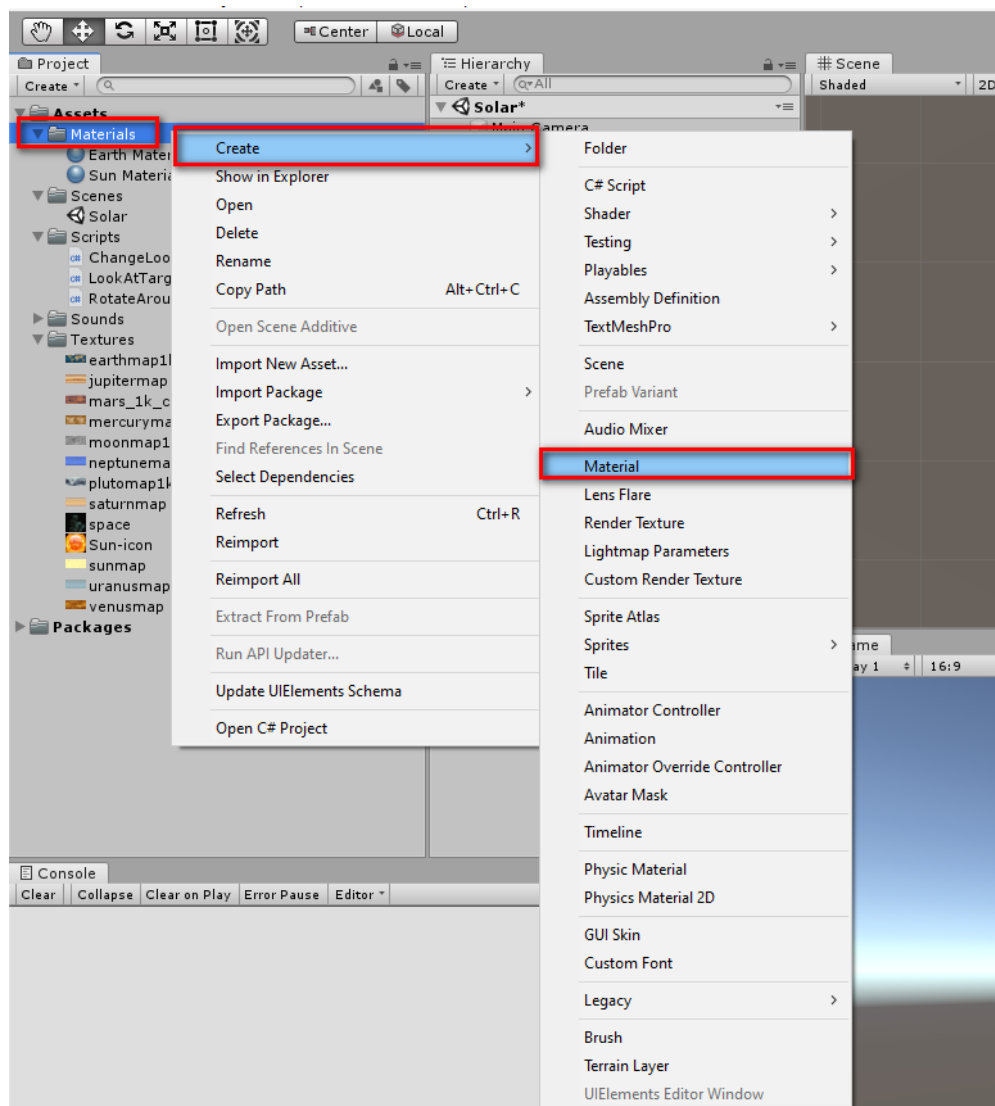 Center
Local
Project
Create
Assets
Materials
Earth Mater
Sun Materia
Scenes
Solar
Scripts
ChangeLoo
LookAtTarg
RotateArou
Sounds
Textures
earthmap1k
jupitermap
mars_1k_c
mercuryma
moonmap1
neptunema
plutomap1k
saturnmap
space
Sun-icon
sunmap
uranusmap
venusmap
Packages
Hierarchy
Create
All
Solar*
Main Camera
# Scene
Shaded
2D
Create
Show in Explorer
Open
Delete
Rename
Copy Path Alt+Ctrl+C
Open Scene Additive
Import New Asset...
Import Package
Export Package...
Find References In Scene
Select Dependencies
Refresh Ctrl+R
Reimport
Reimport All
Extract From Prefab
Run API Updater...
Update UIElements Schema
Open C# Project
Folder
C# Script
Shader
Testing
Playables
Assembly Definition
TextMeshPro
Scene
Prefab Variant
Audio Mixer
Material
Lens Flare
Render Texture
Lightmap Parameters
Custom Render Texture
Sprite Atlas
Sprites
Tile
Animator Controller
Animation
Animator Override Controller
Avatar Mask
Timeline
Physic Material
Physics Material 2D
GUI Skin
Custom Font
Legacy
Brush
Terrain Layer
UIElements Editor Window
ame
ay 1 16:9
Console
Clear Collapse Clear on Play Error Pause Editor